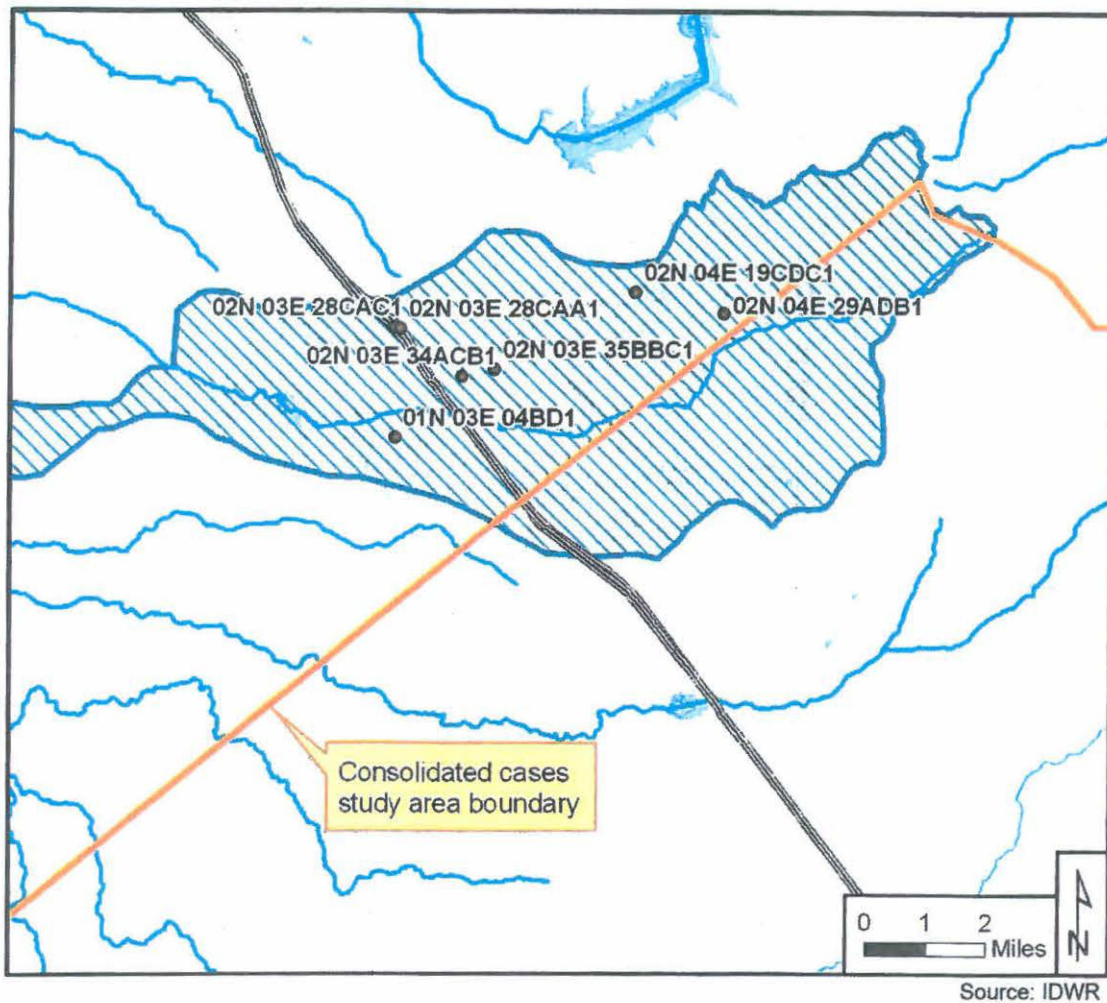 02N 04E 19CDC1
02N 03E 28CAC1 02N 03E 28CAA1
02N 04E 29ADB1
02N 03E 34ACB1 02N 03E 35BBC1
01N 03E 04BD1
Consolidated cases
study area boundary
0 1 2
Miles
N
Source: IDWR